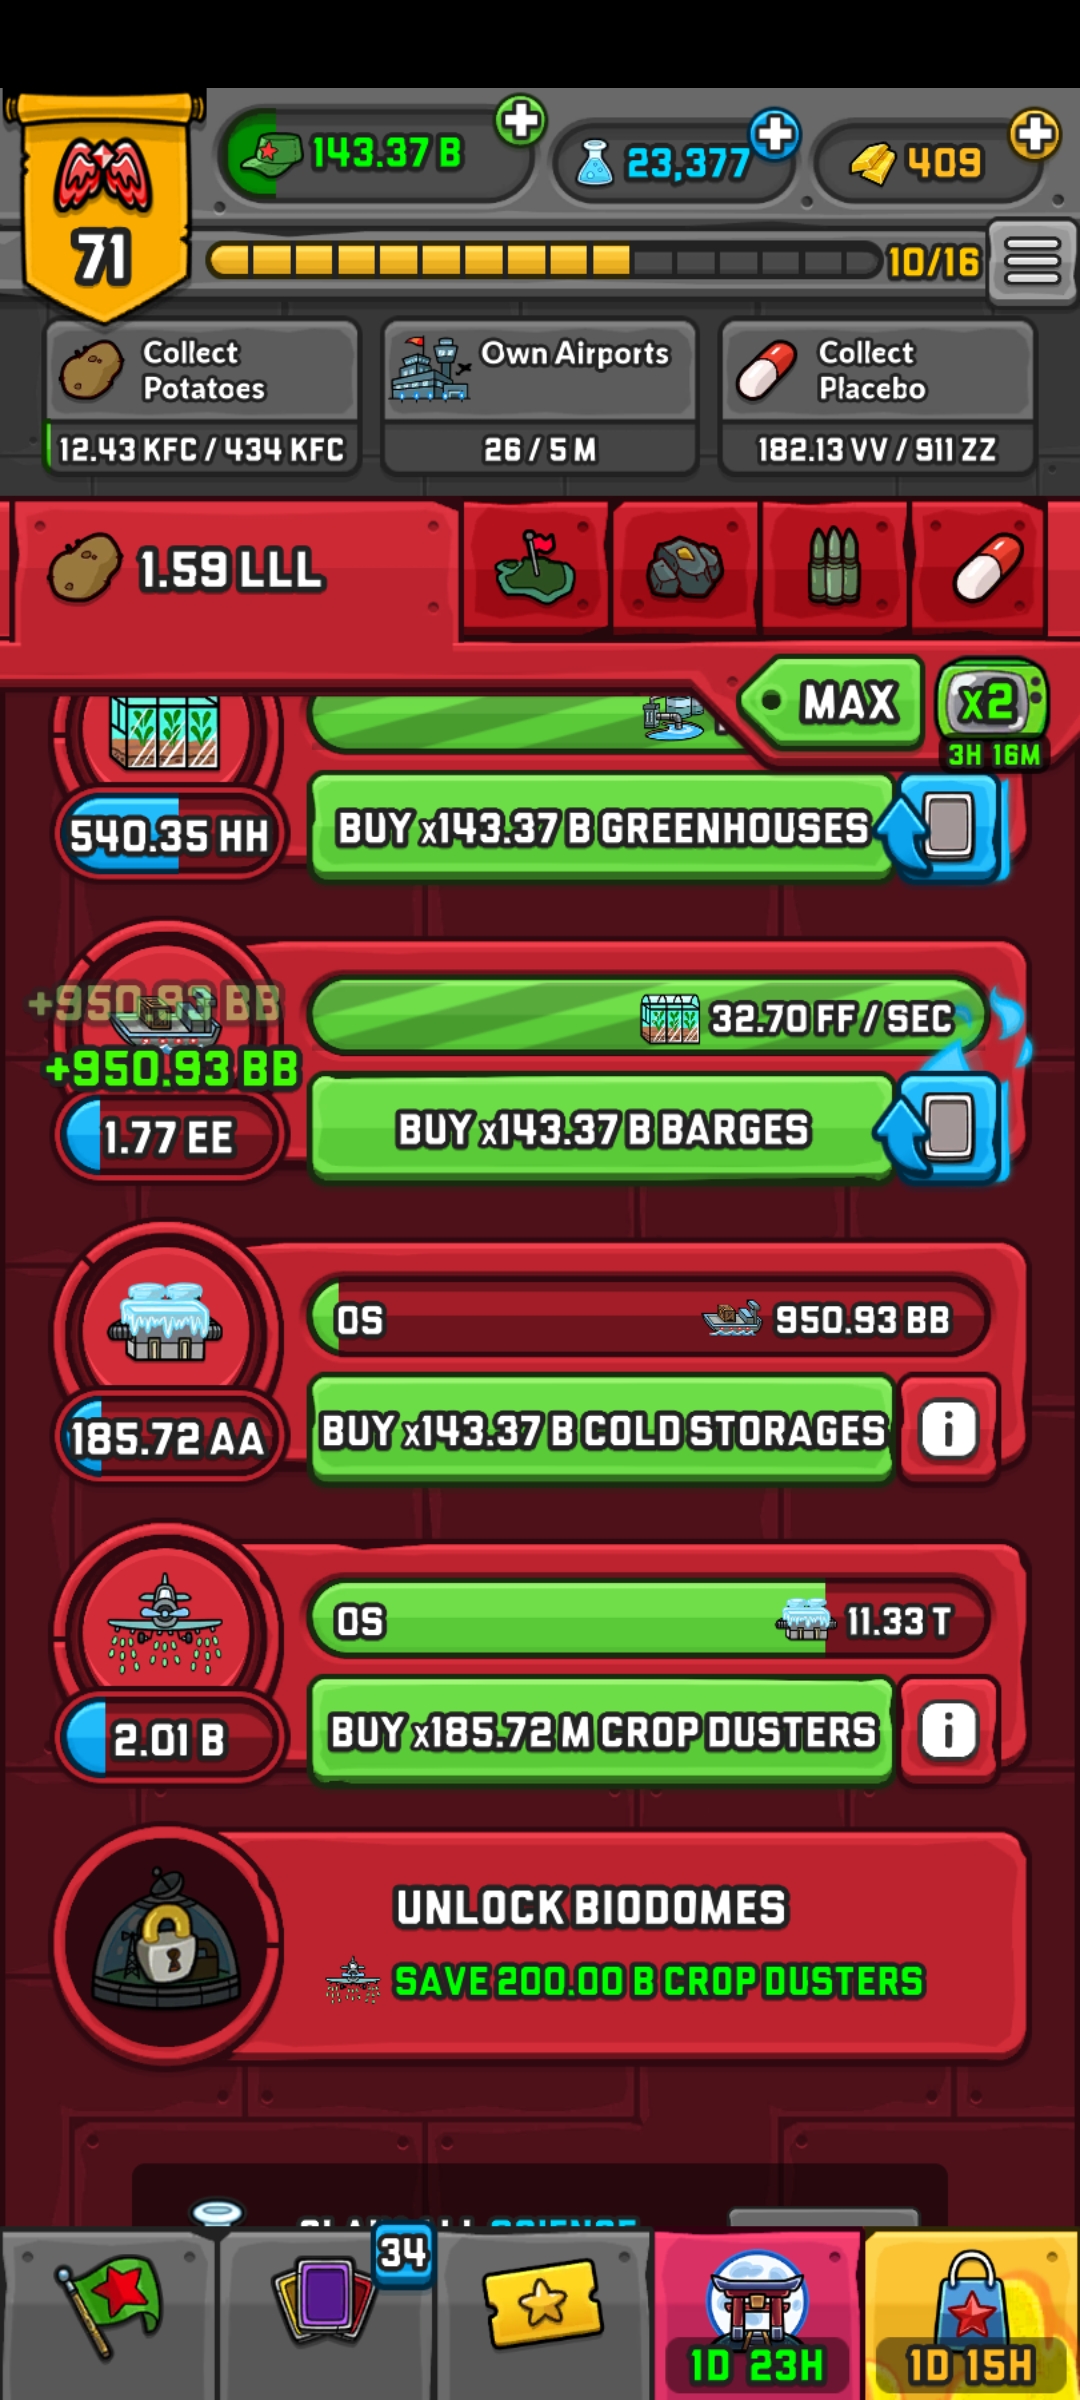 143.37 B
23,377
409
71
10/16
Collect
Potatoes
12.43 KFC / 434 KFC
Own Airports
26 / 5 M
Collect
Placebo
182.13 VV / 911 ZZ
1.59 LLL
MAX
x2
3H 16M
540.35 HH
BUY x143.37 B GREENHOUSES
+950.93 BB
+950.93 BB
32.70 FF / SEC
1.77 EE
BUY x143.37 B BARGES
0S
950.93 BB
185.72 AA
BUY x143.37 B COLD STORAGES
i
0S
11.33 T
2.01 B
BUY x185.72 M CROP DUSTERS
i
UNLOCK BIODOMES
SAVE 200.00 B CROP DUSTERS
34
1D 23H
1D 15H